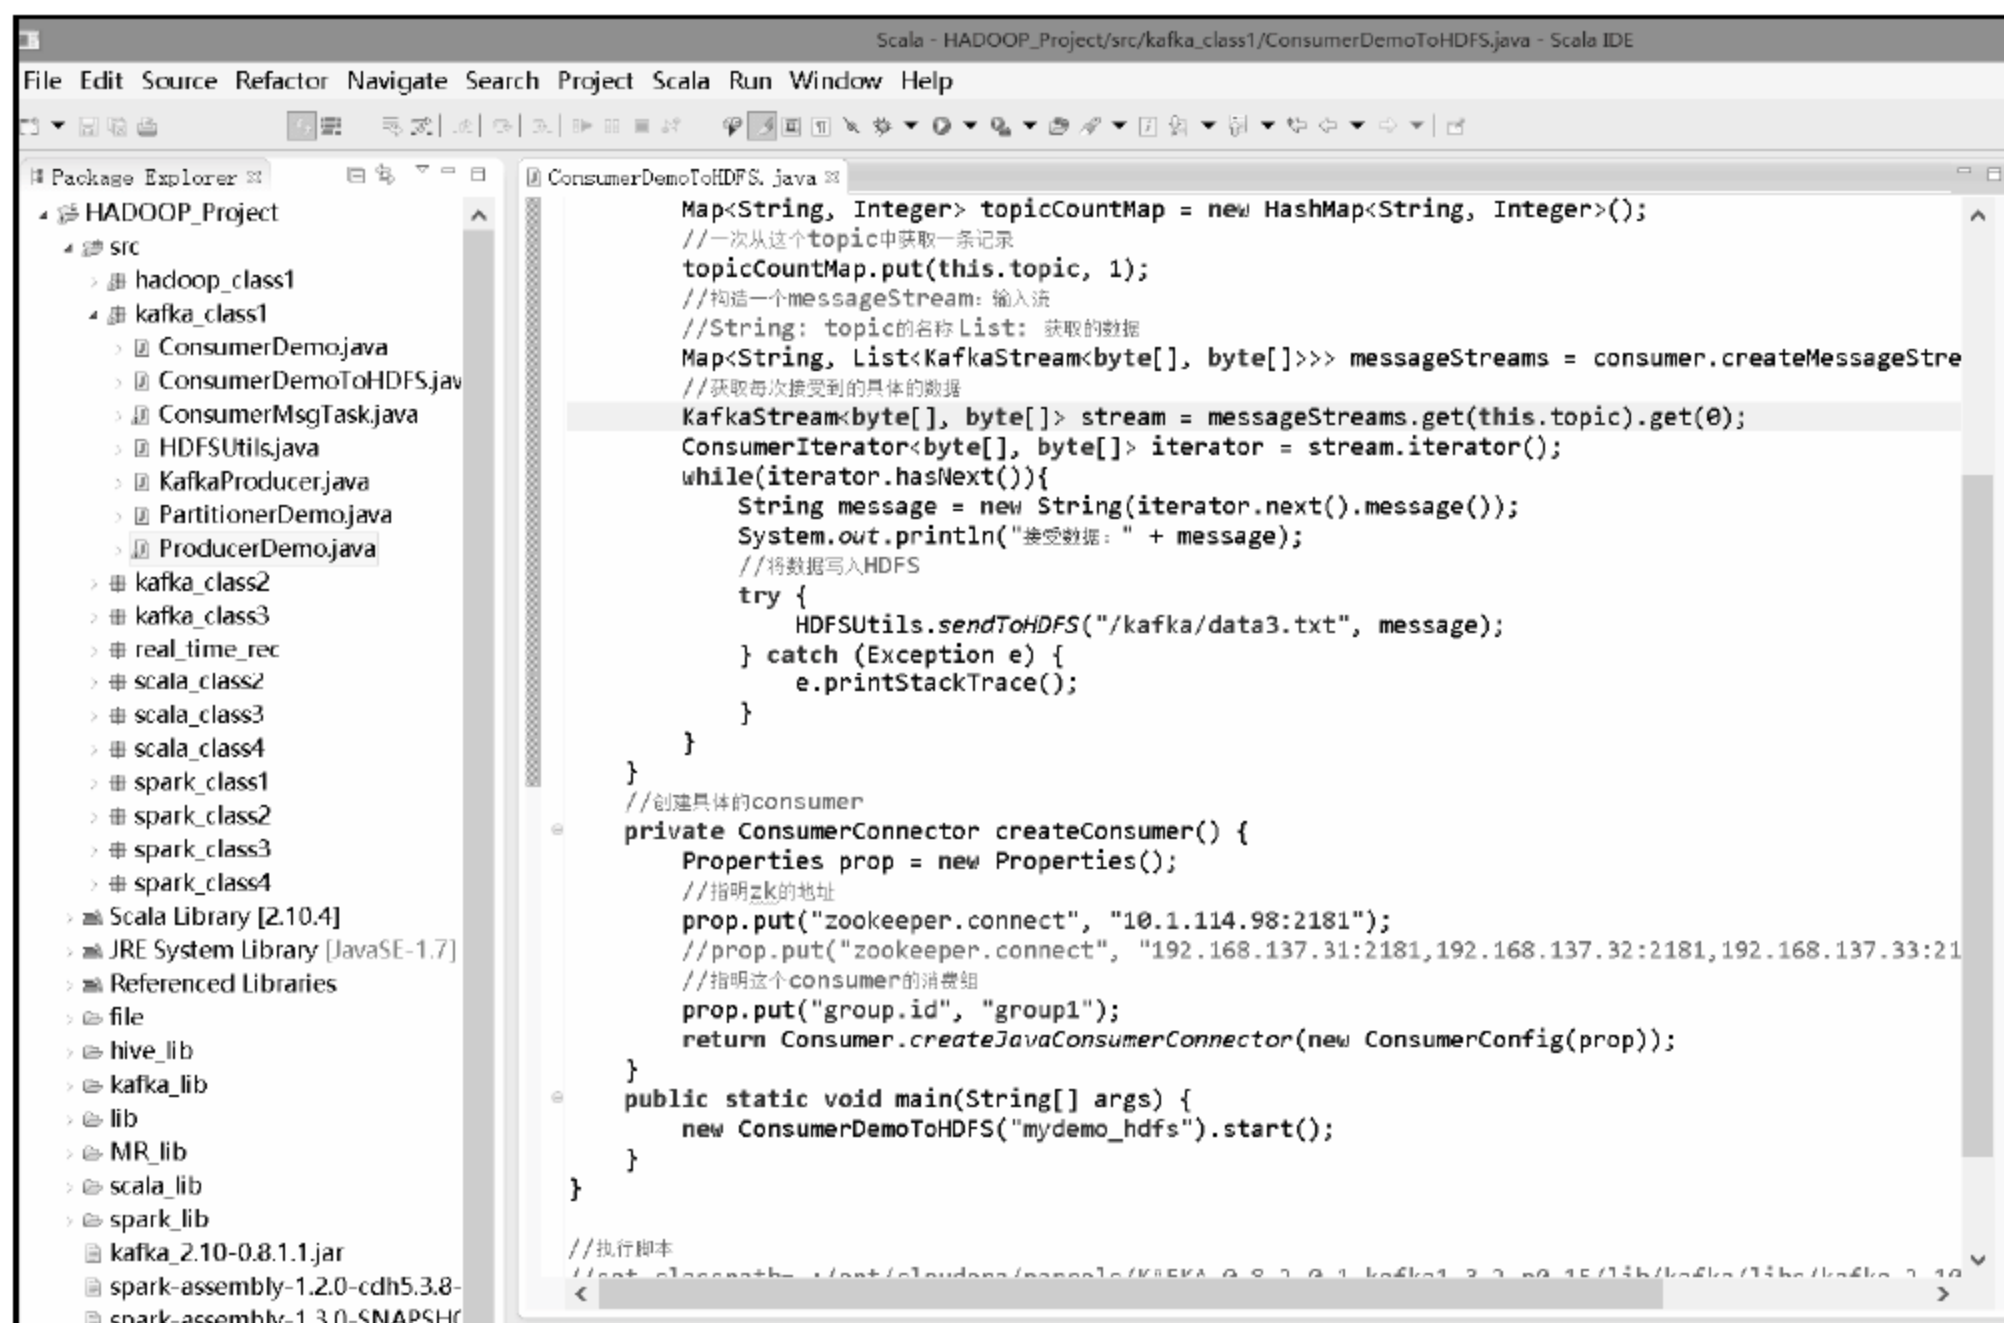 Scala - HADOOP_Project/src/kafka_class1/ConsumerDemoToHDFS.java - Scala IDE
File Edit Source Refactor Navigate Search Project Scala Run Window Help
Package Explorer
HADOOP_Project
src
hadoop_class1
kafka_class1
ConsumerDemo.java
ConsumerDemoToHDFS.jav
ConsumerMsgTask.java
HDFSUtils.java
KafkaProducer.java
PartitionerDemo.java
ProducerDemo.java
kafka_class2
kafka_class3
real_time_rec
scala_class2
scala_class3
scala_class4
spark_class1
spark_class2
spark_class3
spark_class4
Scala Library [2.10.4]
JRE System Library [JavaSE-1.7]
Referenced Libraries
file
hive_lib
kafka_lib
lib
MR_lib
scala_lib
spark_lib
kafka_2.10-0.8.1.1.jar
spark-assembly-1.2.0-cdh5.3.8-
spark-assembly-1.3.0-SNAPSHO
ConsumerDemoToHDFS.java
Map<String, Integer> topicCountMap = new HashMap<String, Integer>();
//一次从这个topic中获取一条记录
topicCountMap.put(this.topic, 1);
//构造一个messageStream: 输入流
//String: topic的名称 List: 获取的数据
Map<String, List<KafkaStream<byte[], byte[]>>> messageStreams = consumer.createMessageStre
//获取每次接受到的具体的数据
KafkaStream<byte[], byte[]> stream = messageStreams.get(this.topic).get(0);
ConsumerIterator<byte[], byte[]> iterator = stream.iterator();
while(iterator.hasNext()){
String message = new String(iterator.next().message());
System.out.println("接受数据: " + message);
//将数据写入HDFS
try {
HDFSUtils.sendToHDFS("/kafka/data3.txt", message);
} catch (Exception e) {
e.printStackTrace();
}
}
}
//创建具体的consumer
private ConsumerConnector createConsumer() {
Properties prop = new Properties();
//指明zk的地址
prop.put("zookeeper.connect", "10.1.114.98:2181");
//prop.put("zookeeper.connect", "192.168.137.31:2181,192.168.137.32:2181,192.168.137.33:21
//指明这个consumer的消费组
prop.put("group.id", "group1");
return Consumer.createJavaConsumerConnector(new ConsumerConfig(prop));
}
public static void main(String[] args) {
new ConsumerDemoToHDFS("mydemo_hdfs").start();
}
}
//执行脚本